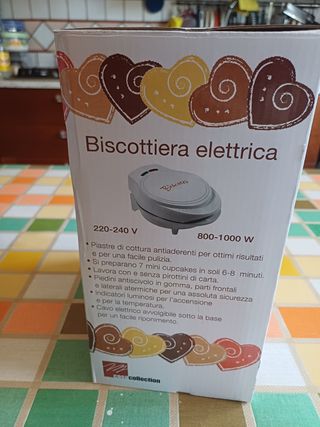 Biscottiera elettrica
220-240 V
800-1000 W
• Piastre di cottura antiaderenti per ottimi risultati
e per una facile pulizia.
• Si preparano 7 mini cupcakes in soli 6-8 minuti.
• Lavora con e senza pirottini di carta.
• Piedini antiscivolo in gomma, parti frontali
e laterali atermiche per una assoluta sicurezza
• Indicatori luminosi per l'accensione
e per la temperatura.
• Cavo elettrico avvolgibile sotto la base
per un facile riponimento.
collection